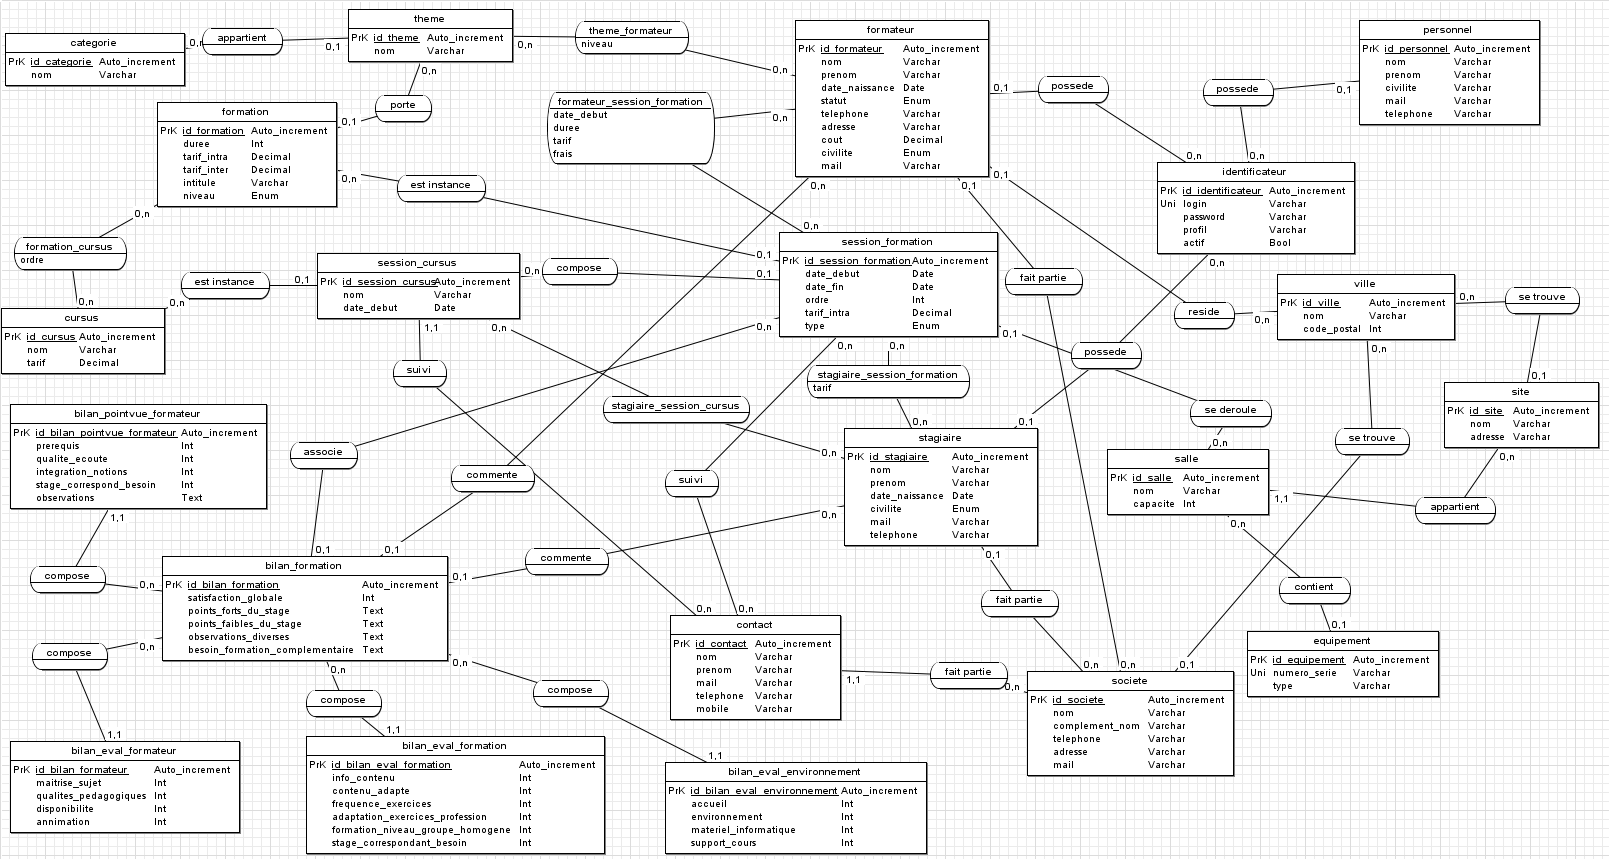 categorie
PrK id_categorie Auto_increment
nom Varchar
0,n
appartient
0,1
theme
PrK id_theme Auto_increment
nom Varchar
0,n
theme_formateur
niveau
0,n
0,n
porte
0,1
formateur
PrK id_formateur Auto_increment
nom Varchar
prenom Varchar
date_naissance Date
statut Enum
telephone Varchar
adresse Varchar
cout Decimal
civilite Enum
mail Varchar
0,1
possede
0,n
personnel
PrK id_personnel Auto_increment
nom Varchar
prenom Varchar
civilite Varchar
mail Varchar
telephone Varchar
0,1
possede
0,n
formation
PrK id_formation Auto_increment
duree Int
tarif_intra Decimal
tarif_inter Decimal
intitule Varchar
niveau Enum
formateur_session_formation
date_debut
duree
tarif
frais
0,n
0,n
0,n
est instance
0,1
identificateur
PrK id_identificateur Auto_increment
Uni login Varchar
password Varchar
profil Varchar
actif Bool
0,n
0,n
formation_cursus
ordre
0,n
cursus
PrK id_cursus Auto_increment
nom Varchar
tarif Decimal
0,n
est instance
0,1
session_cursus
PrK id_session_cursus Auto_increment
nom Varchar
date_debut Date
0,n
compose
0,1
session_formation
PrK id_session_formation Auto_increment
date_debut Date
date_fin Date
ordre Int
tarif_intra Decimal
type Enum
0,n
0,1
0,1
fait partie
0,n
0,1
reside
0,n
ville
PrK id_ville Auto_increment
nom Varchar
code_postal Int
0,n
se trouve
0,1
possede
0,1
0,1
se deroule
0,n
0,n
se trouve
0,1
site
PrK id_site Auto_increment
nom Varchar
adresse Varchar
0,n
appartient
1,1
salle
PrK id_salle Auto_increment
nom Varchar
capacite Int
0,n
contient
0,1
equipement
PrK id_equipement Auto_increment
Uni numero_serie Varchar
type Varchar
1,1
suivi
0,n
0,n
stagiaire_session_cursus
0,n
0,n
stagiaire_session_formation
tarif
0,n
0,n
suivi
0,n
0,n
associe
0,1
commente
0,1
stagiaire
PrK id_stagiaire Auto_increment
nom Varchar
prenom Varchar
date_naissance Date
civilite Enum
mail Varchar
telephone Varchar
0,n
commente
0,1
0,1
fait partie
0,n
bilan_pointvue_formateur
PrK id_bilan_pointvue_formateur Auto_increment
prerequis Int
qualite_ecoute Int
integration_notions Int
stage_correspond_besoin Int
observations Text
1,1
compose
0,n
bilan_formation
PrK id_bilan_formation Auto_increment
satisfaction_globale Int
points_forts_du_stage Text
points_faibles_du_stage Text
observations_diverses Text
besoin_formation_complementaire Text
0,n
compose
1,1
0,n
compose
1,1
0,n
compose
1,1
contact
PrK id_contact Auto_increment
nom Varchar
prenom Varchar
mail Varchar
telephone Varchar
mobile Varchar
1,1
fait partie
0,n
societe
PrK id_societe Auto_increment
nom Varchar
complement_nom Varchar
telephone Varchar
adresse Varchar
mail Varchar
bilan_eval_formateur
PrK id_bilan_formateur Auto_increment
maitrise_sujet Int
qualites_pedagogiques Int
disponibilite Int
annimation Int
bilan_eval_formation
PrK id_bilan_eval_formation Auto_increment
info_contenu Int
contenu_adapte Int
frequence_exercices Int
adaptation_exercices_profession Int
formation_niveau_groupe_homogene Int
stage_correspondant_besoin Int
bilan_eval_environnement
PrK id_bilan_eval_environnement Auto_increment
accueil Int
environnement Int
materiel_informatique Int
support_cours Int